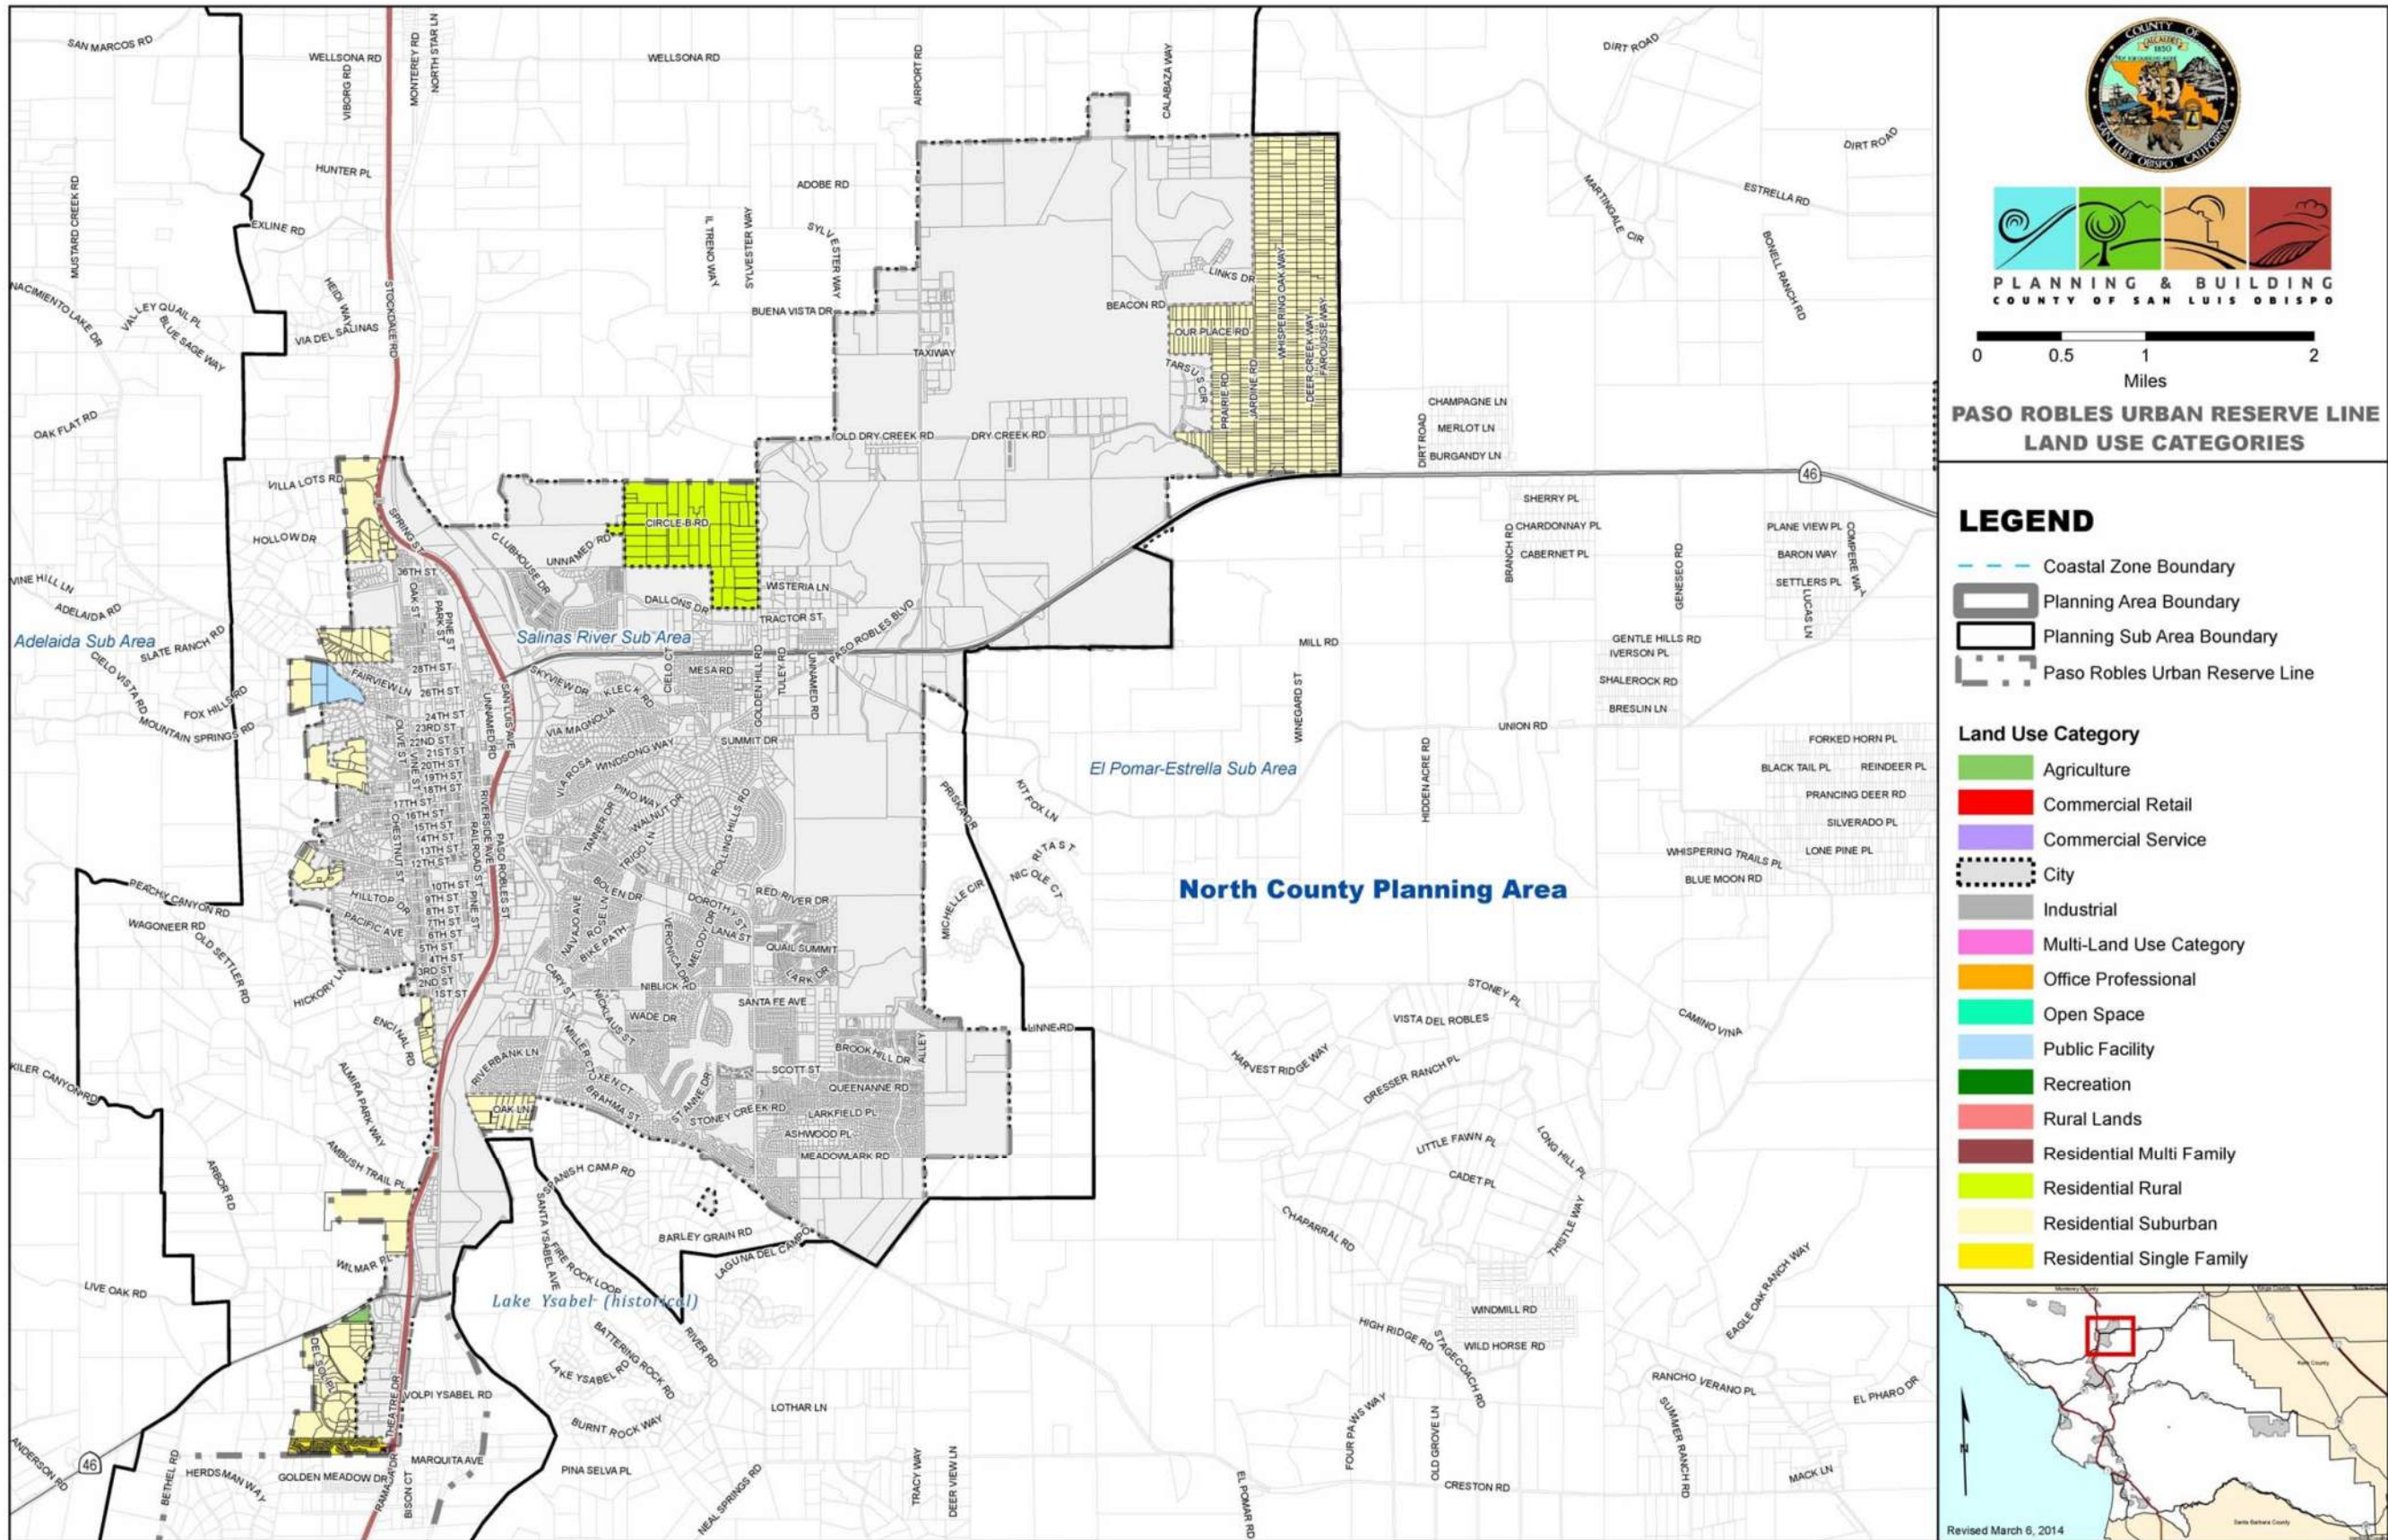 SAN MARCOS RD
WELLSONA RD
WELLSONA RD
VIBORG RD
MONTEREY RD
NORTH STAR LN
AIRPORT RD
CALABAZA WAY
DIRT ROAD
DIRT ROAD
HUNTER PL
ADOBE RD
MUSTARD CREEK RD
EXLINE RD
IL TRENO WAY
SYLVESTER WAY
SYLVESTER WAY
MARTINGALE CIR
ESTRELLA RD
BONELL RANCH RD
NACIMIENTO LAKE DR
VALLEY QUAIL PL
BLUE SAGE WAY
HEIDI WAY
VIA DEL SALINAS
STOCKDALE RD
BUENA VISTA DR
LINKS DR
BEACON RD
OUR PLACE RD
WHISPERING OAK WAY
DEER CREEK WAY
FAROUSSE WAY
TAXIWAY
TARSUS CIR
PRAIRIE RD
JARDINE RD
OAK FLAT RD
OLD DRY CREEK RD
DRY CREEK RD
CHAMPAGNE LN
MERLOT LN
DIRT ROAD
BURGANDY LN
46
VILLA LOTS RD
SPRING ST
HOLLOW DR
CIRCLE B RD
CLUBHOUSE DR
UNNAMED RD
SHERRY PL
CHARDONNAY PL
BRANCH RD
CABERNET PL
GENESEO RD
PLANE VIEW PL
BARON WAY
COMPERE WAY
SETTLERS PL
LUCAS LN
VINE HILL LN
ADELAIDA RD
36TH ST
OAK ST
PARK ST
PINE ST
DALLONS DR
WISTERIA LN
TRACTOR ST
PASO ROBLES BLVD
Adelaida Sub Area
SLATE RANCH RD
Salinas River Sub Area
MILL RD
GENTLE HILLS RD
IVERSON PL
CIELO VISTA RD
28TH ST
FAIRVIEW LN
26TH ST
SKYVIEW DR
KLECK RD
CIELO CT
MESA RD
GOLDEN HILL RD
TULEY RD
UNNAMED RD
SHALEROCK RD
BRESLIN LN
FOX HILLS RD
MOUNTAIN SPRINGS RD
UNNAMED RD
SAN LUIS AVE
24TH ST
23RD ST
22ND ST
21ST ST
20TH ST
19TH ST
18TH ST
OLIVE ST
VINE ST
VIA MAGNOLIA
WINDSONG WAY
SUMMIT DR
WINEGARD ST
UNION RD
FORKED HORN PL
BLACK TAIL PL
REINDEER PL
PRANCING DEER RD
SILVERADO PL
LONE PINE PL
VIA ROSA
PINO WAY
WALNUT DR
TANNER DR
TRIGO LN
ROLLING HILLS RD
El Pomar-Estrella Sub Area
PRISKA DR
KIT FOX LN
HIDDEN ACRE RD
17TH ST
16TH ST
15TH ST
14TH ST
13TH ST
12TH ST
CHESTNUT ST
RIVERSIDE AVE
RAILROAD ST
PASO ROBLES ST
RITA ST
NICOLE CT
MICHELLE CIR
North County Planning Area
WHISPERING TRAILS PL
BLUE MOON RD
PEACHY CANYON RD
WAGONEER RD
OLD SETTLER RD
HILLTOP DR
PACIFIC AVE
10TH ST
9TH ST
8TH ST
7TH ST
6TH ST
5TH ST
4TH ST
3RD ST
2ND ST
1ST ST
PINE ST
BOLEN DR
NAVAJO AVE
ROSE LN
BIKE PATH
DOROTHY ST
RED RIVER DR
VERONICA DR
MELODY DR
LANA ST
QUAIL SUMMIT
LARK DR
HICKORY LN
CARY ST
NICKLAUS ST
NIBLICK RD
SANTA FE AVE
STONEY PL
VISTA DEL ROBLES
CAMINO VINA
ENCINAL RD
WADE DR
MILLER CT
OXEN CT
RIVERBANK LN
BROOK HILL DR
ALLEY
LINNE RD
HARVEST RIDGE WAY
DRESSER RANCH PL
KILER CANYON RD
ALMIRA PARK WAY
SCOTT ST
QUEENANNE RD
OAK LN
BRAHMA ST
ST ANNE DR
STONEY CREEK RD
LARKFIELD PL
ASHWOOD PL
MEADOWLARK RD
LITTLE FAWN PL
LONG HILL PL
CADET PL
AMBUSH TRAIL PL
ARBOR RD
SPANISH CAMP RD
SANTA YSABEL AVE
FIRE ROCK LOOP
BARLEY GRAIN RD
LAGUNA DEL CAMPO
CHAPARRAL RD
THISTLE WAY
WILMAR PL
LIVE OAK RD
Lake Ysabel (historical)
EAGLE OAK RANCH WAY
WINDMILL RD
HIGH RIDGE RD
STAGECOACH RD
WILD HORSE RD
DEL SOL PL
BATTERING ROCK RD
RIVER RD
LAKE YSABEL RD
RANCHO VERANO PL
EL PHARO DR
THEATRE DR
VOLPI YSABEL RD
BURNT ROCK WAY
LOTHAR LN
FOUR PAWS WAY
OLD GROVE LN
SUMMER RANCH RD
ANDERSON RD
46
BETHEL RD
HERDSMAN WAY
GOLDEN MEADOW DR
RAMADA DR
BISON CT
MARQUITA AVE
PINA SELVA PL
NEAL SPRINGS RD
TRACY WAY
DEER VIEW LN
EL POMAR RD
CRESTON RD
MACK LN
COUNTY OF
ALCALDES
1850
SAN LUIS OBISPO, CALIFORNIA
PLANNING & BUILDING
COUNTY OF SAN LUIS OBISPO
0 0.5 1 2
Miles
PASO ROBLES URBAN RESERVE LINE
LAND USE CATEGORIES
LEGEND
Coastal Zone Boundary
Planning Area Boundary
Planning Sub Area Boundary
Paso Robles Urban Reserve Line
Land Use Category
Agriculture
Commercial Retail
Commercial Service
City
Industrial
Multi-Land Use Category
Office Professional
Open Space
Public Facility
Recreation
Rural Lands
Residential Multi Family
Residential Rural
Residential Suburban
Residential Single Family
Monterey County
Kern County
Santa Barbara County
N
Revised March 6, 2014